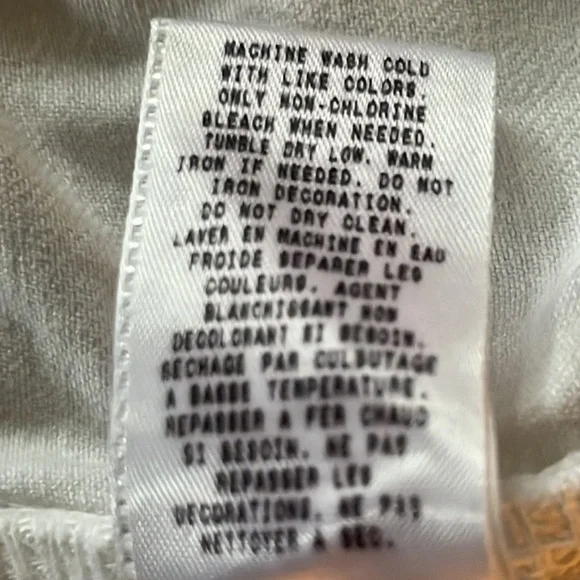 MACHINE WASH COLD
WITH LIKE COLORS.
ONLY NON-CHLORINE
BLEACH WHEN NEEDED.
TUMBLE DRY LOW. WARM
IRON IF NEEDED. DO NOT
IRON DECORATION.
DO NOT DRY CLEAN.
LAVER EN MACHINE EN EAU
FROIDE SEPARER LES
COULEURS. AGENT
BLANCHISSANT NON
DECOLORANT SI BESOIN.
SECHAGE PAR CULBUTAGE
A BASSE TEMPERATURE.
REPASSER A FER CHAUD
SI BESOIN. NE PAS
REPASSER LES
DECORATIONS. NE PAS
NETTOYER A SEC.